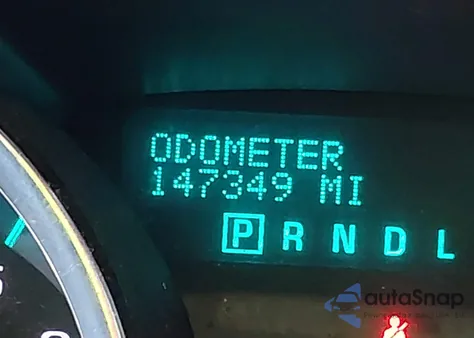 ODOMETER
147349 MI
P R N D L
autoSnap